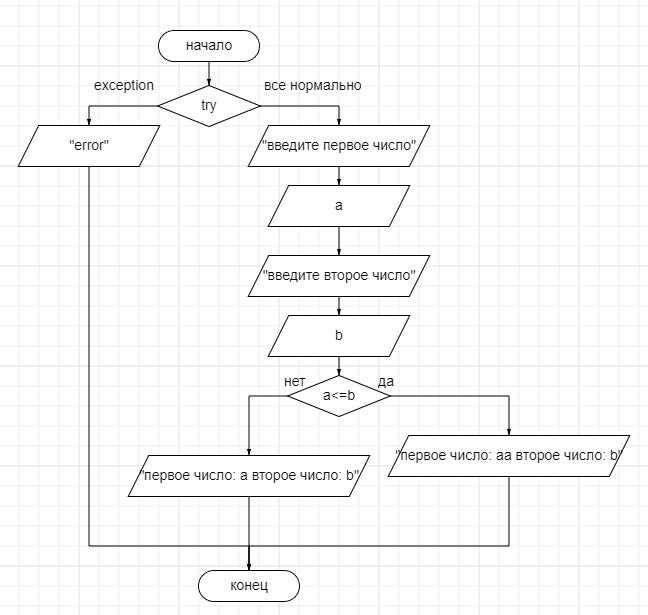 начало
exception
все нормально
try
"error"
"введите первое число"
a
"введите второе число"
b
нет
да
a<=b
"первое число: a второе число: b"
"первое число: aa второе число: b"
конец